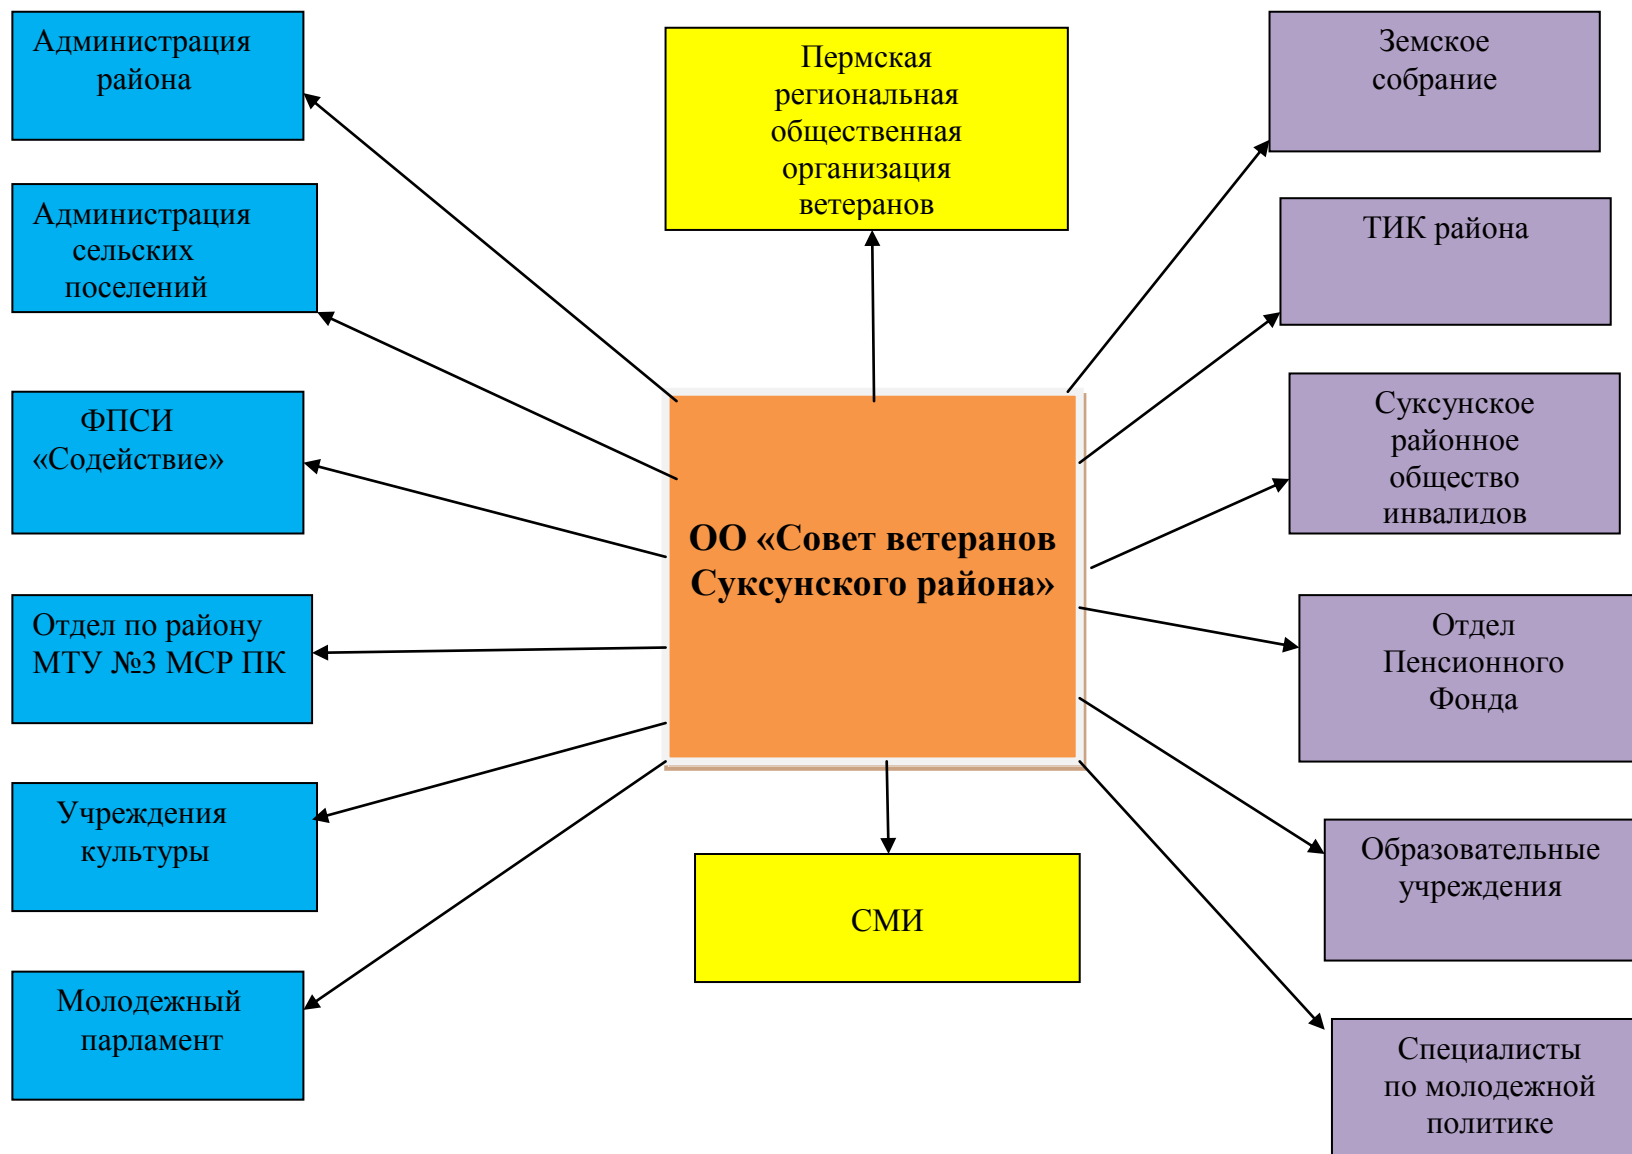 Администрация
района
Администрация
сельских
поселений
ФПСИ
«Содействие»
Отдел по району
МТУ №3 МСР ПК
Учреждения
культуры
Молодежный
парламент
Пермская
региональная
общественная
организация
ветеранов
ОО «Совет ветеранов
Суксунского района»
СМИ
Земское
собрание
ТИК района
Суксунское
районное
общество
инвалидов
Отдел
Пенсионного
Фонда
Образовательные
учреждения
Специалисты
по молодежной
политике